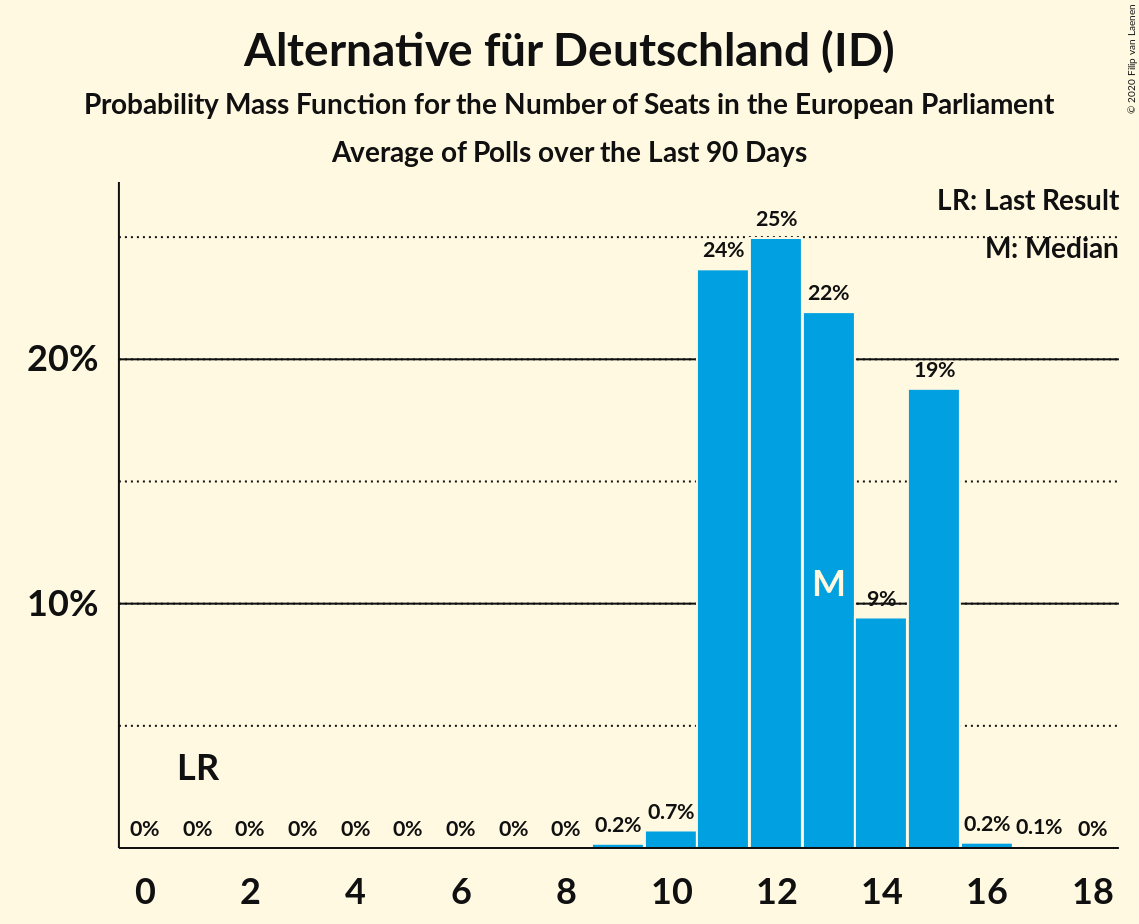 Alternative für Deutschland (ID)
Probability Mass Function for the Number of Seats in the European Parliament
Average of Polls over the Last 90 Days
© 2020 Filip van Laenen
LR: Last Result
M: Median
25%
24%
22%
20%
19%
M
10%
9%
LR
0% 0% 0% 0% 0% 0% 0% 0% 0% 0.2% 0.7% 0.2% 0.1% 0%
0 2 4 6 8 10 12 14 16 18